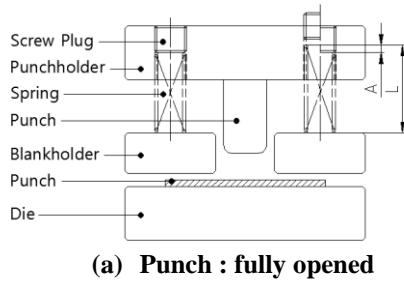 Screw Plug
Punchholder
Spring
Punch
A
L
Blankholder
Punch
Die
(a) Punch : fully opened